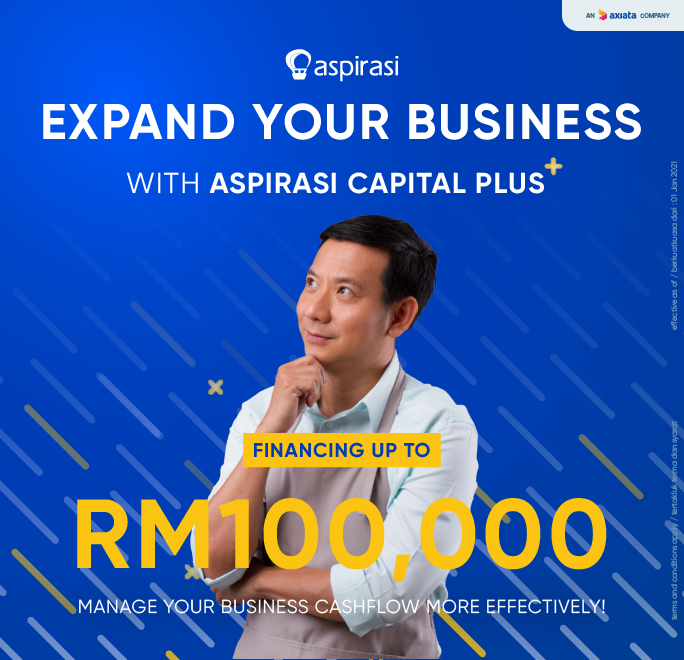 AN axiata COMPANY
aspirasi
EXPAND YOUR BUSINESS
WITH ASPIRASI CAPITAL PLUS+
FINANCING UP TO
RM100,000
MANAGE YOUR BUSINESS CASHFLOW MORE EFFECTIVELY!
effective as of / berkuatkuasa dari : 01 Jan 2021
terms and conditions apply / tertakluk terma dan syarat